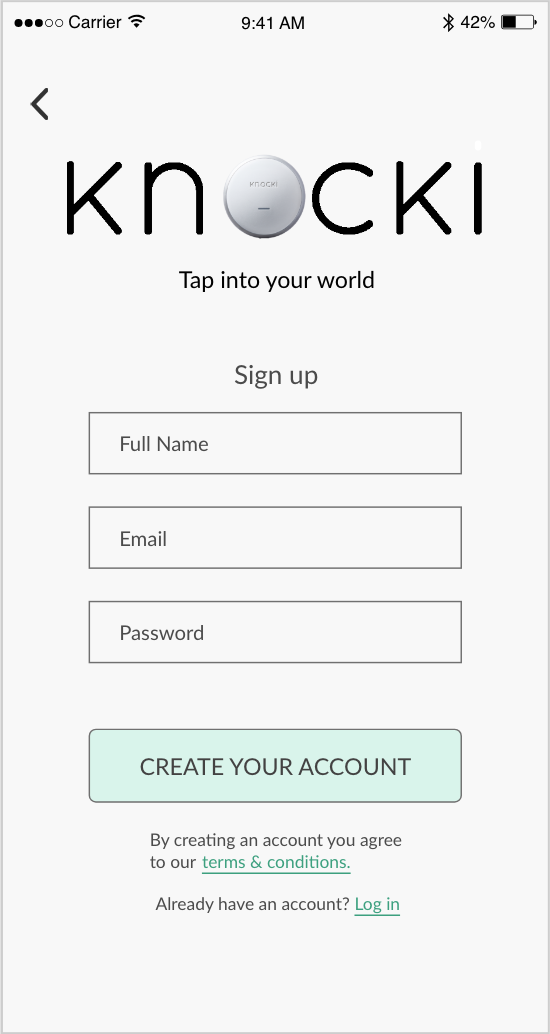 Carrier 9:41 AM 42%
KNOCKI
Tap into your world
Sign up
Full Name
Email
Password
CREATE YOUR ACCOUNT
By creating an account you agree
to our terms & conditions.
Already have an account? Log in